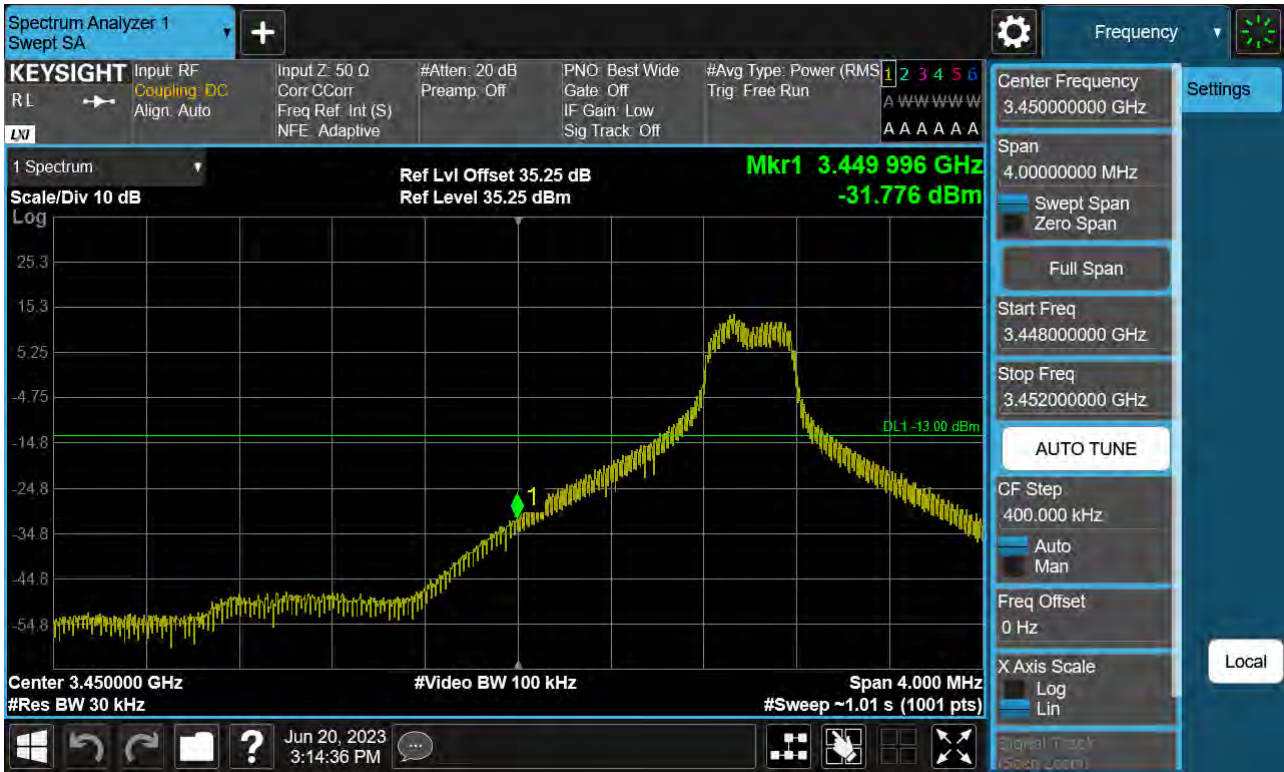 Spectrum Analyzer 1
Swept SA
Frequency
KEYSIGHT
RL
LXI
Input: RF
Coupling: DC
Align: Auto
Input Z: 50 Ω
Corr CCorr
Freq Ref: Int (S)
NFE: Adaptive
#Atten: 20 dB
Preamp: Off
PNO: Best Wide
Gate: Off
IF Gain: Low
Sig Track: Off
#Avg Type: Power (RMS
Trig: Free Run
1 2 3 4 5 6
A W W W W W
A A A A A A
1 Spectrum
Scale/Div 10 dB
Log
Ref Lvl Offset 35.25 dB
Ref Level 35.25 dBm
Mkr1 3.449 996 GHz
-31.776 dBm
25.3
15.3
5.25
-4.75
-14.8
-24.8
-34.8
-44.8
-54.8
DL1 -13.00 dBm
1
Center 3.450000 GHz
#Res BW 30 kHz
#Video BW 100 kHz
Span 4.000 MHz
#Sweep ~1.01 s (1001 pts)
Center Frequency
3.450000000 GHz
Span
4.00000000 MHz
Swept Span
Zero Span
Full Span
Start Freq
3.448000000 GHz
Stop Freq
3.452000000 GHz
AUTO TUNE
CF Step
400.000 kHz
Auto
Man
Freq Offset
0 Hz
X Axis Scale
Log
Lin
Signal Track
(Span Zoom)
Settings
Local
Jun 20, 2023
3:14:36 PM